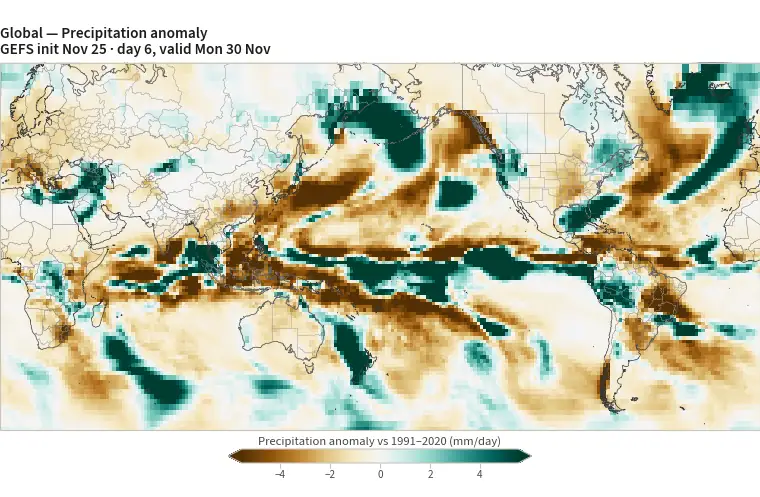 Global — Precipitation anomaly
GEFS init Nov 25 · day 6, valid Mon 30 Nov
Precipitation anomaly vs 1991–2020 (mm/day)
−4 −2 0 2 4